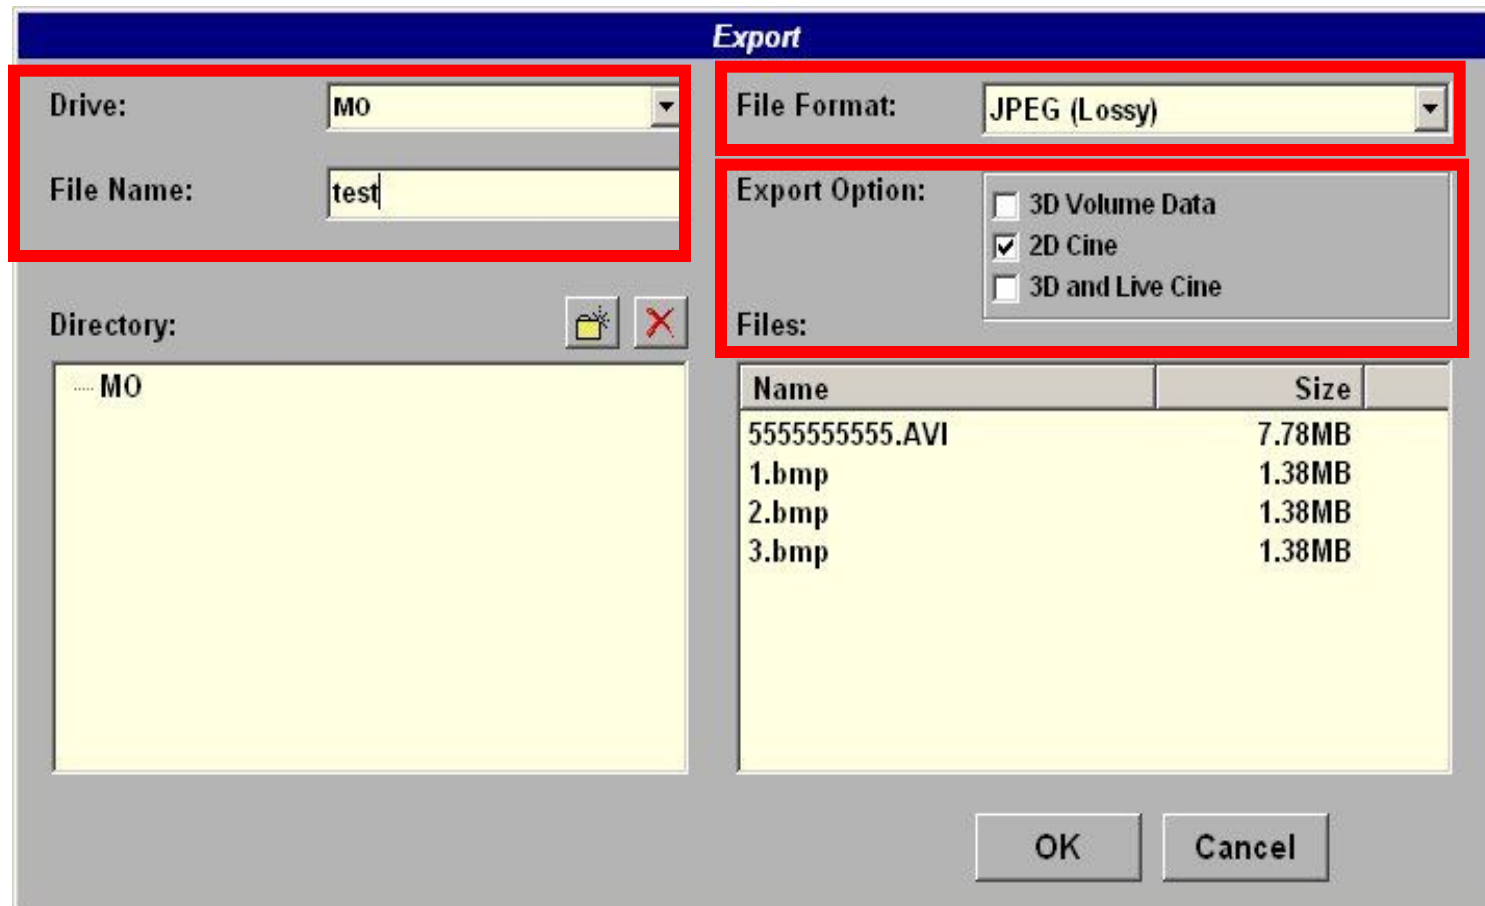 Export
Drive: MO
File Name: test
File Format: JPEG (Lossy)
Export Option:
3D Volume Data
2D Cine
3D and Live Cine
Directory:
MO
Files:
Name Size
5555555555.AVI 7.78MB
1.bmp 1.38MB
2.bmp 1.38MB
3.bmp 1.38MB
OK Cancel